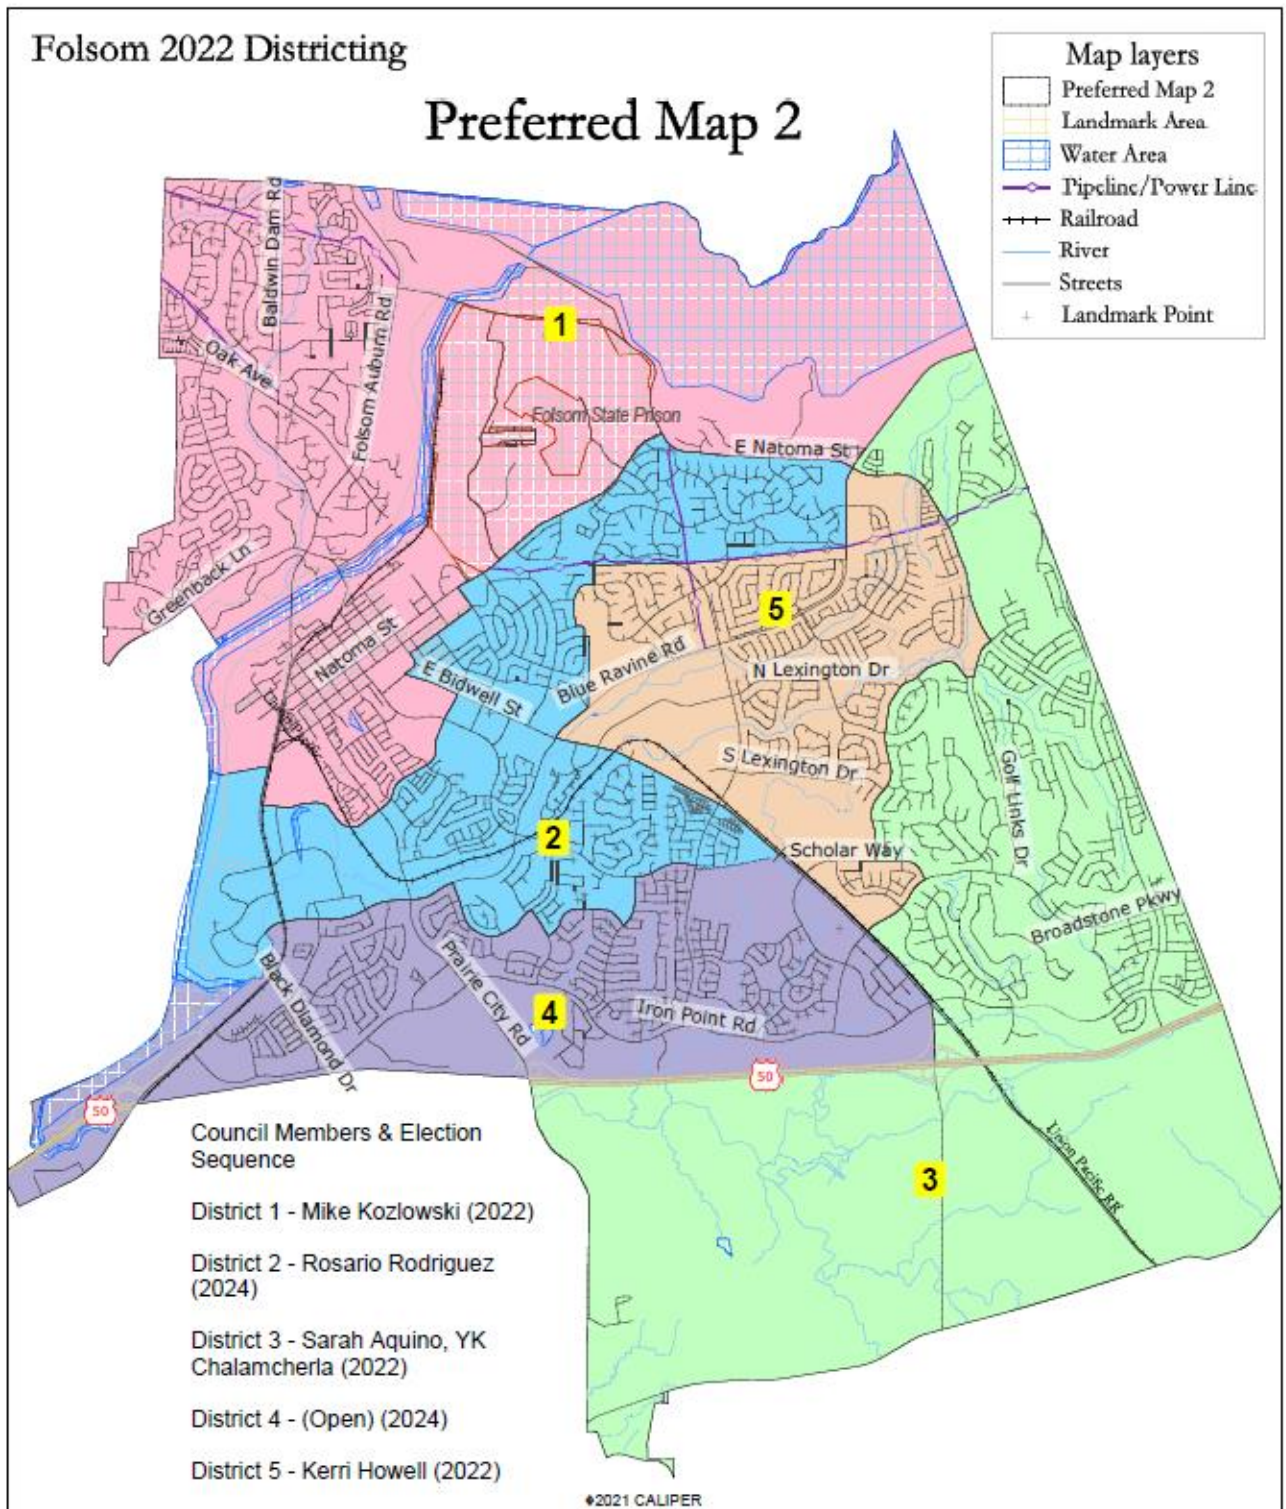 Folsom 2022 Districting
Preferred Map 2
Map layers
Preferred Map 2
Landmark Area
Water Area
Pipeline/Power Line
Railroad
River
Streets
Landmark Point
Baldwin Dam Rd
Oak Ave
Folsom Auburn Rd
1
Folsom State Prison
E Natoma St
Greenback Ln
Natoma St
5
E Bidwell St
Blue Ravine Rd
N Lexington Dr
S Lexington Dr
Golf Links Dr
2
Scholar Way
Broadstone Pkwy
Black Diamond Dr
Prairie City Rd
4
Iron Point Rd
50
50
3
Union Pacific RR
Council Members & Election
Sequence
District 1 - Mike Kozlowski (2022)
District 2 - Rosario Rodriguez
(2024)
District 3 - Sarah Aquino, YK
Chalamcherla (2022)
District 4 - (Open) (2024)
District 5 - Kerri Howell (2022)
©2021 CALIPER